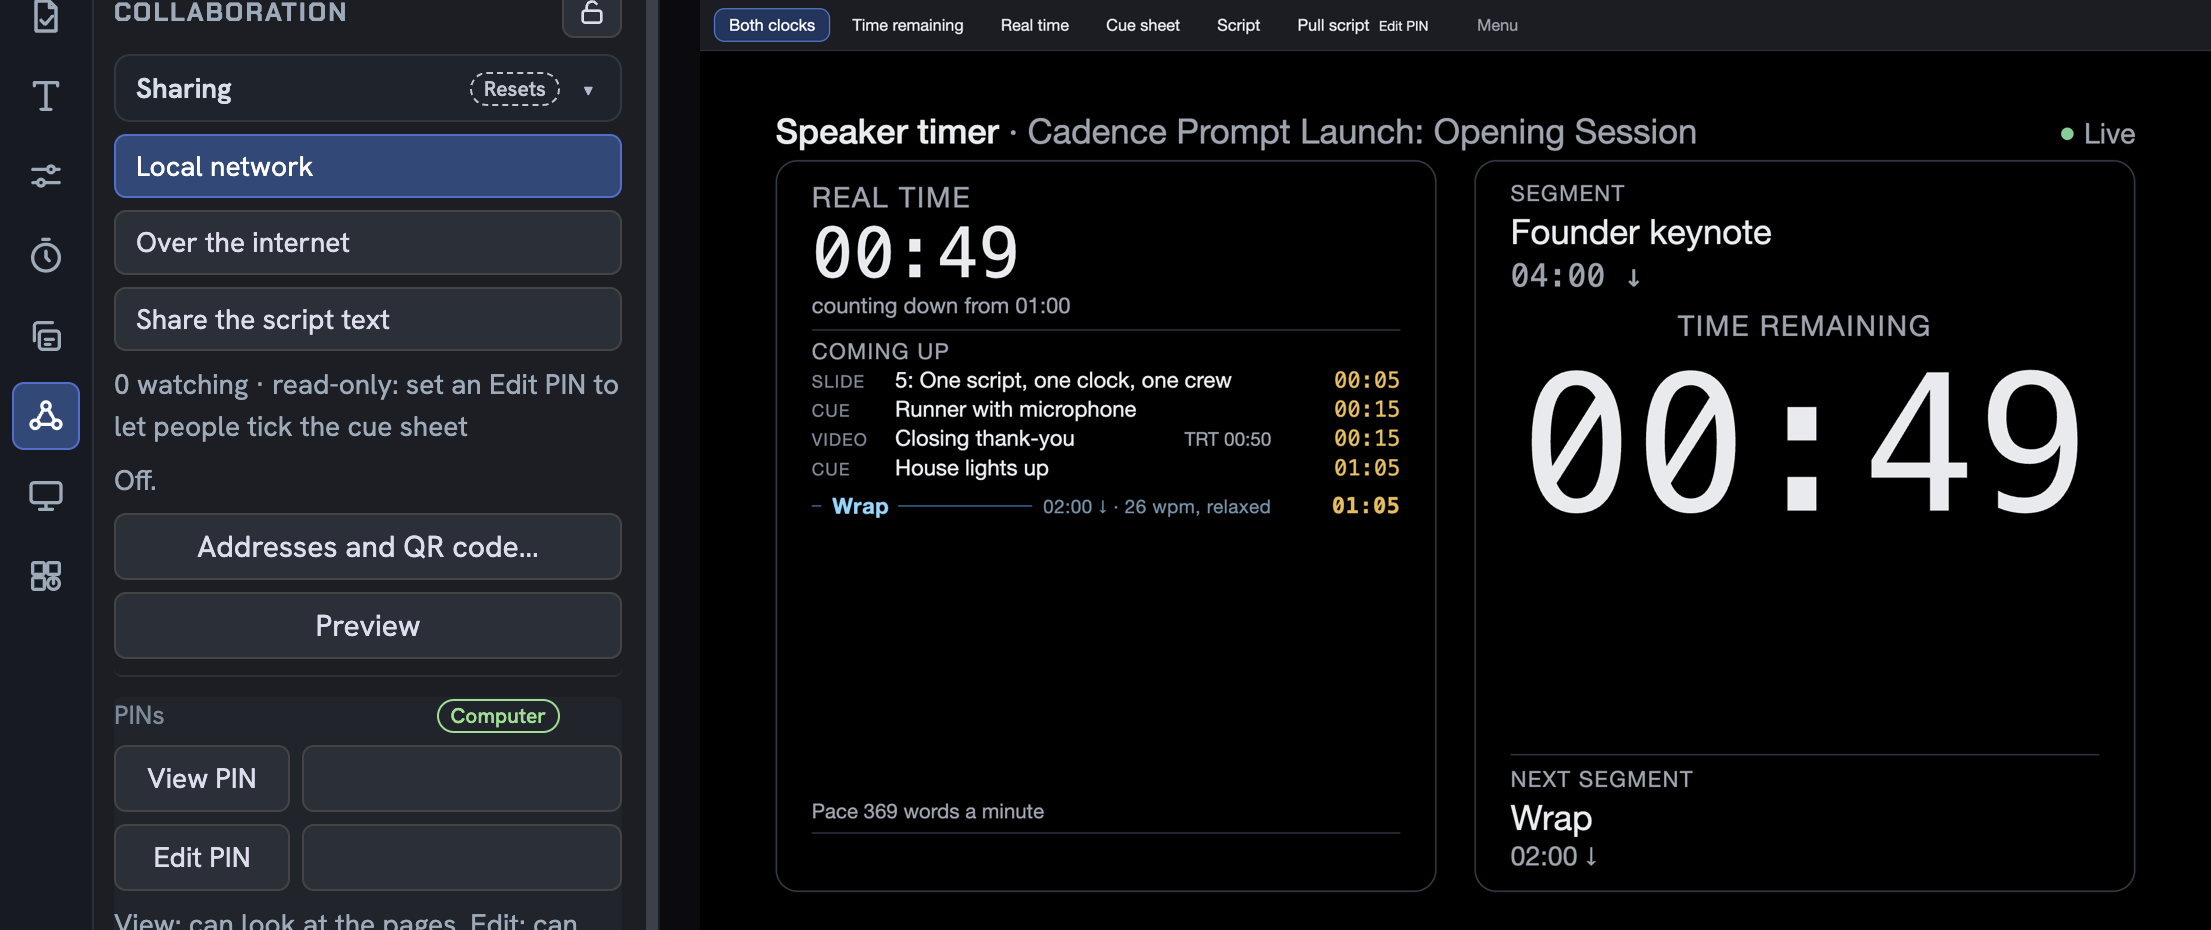 COLLABORATION
Sharing Resets ▼
Local network
Over the internet
Share the script text
0 watching · read-only: set an Edit PIN to
let people tick the cue sheet
Off.
Addresses and QR code...
Preview
PINs Computer
View PIN
Edit PIN
View: can look at the pages. Edit: can
Both clocks Time remaining Real time Cue sheet Script Pull script Edit PIN Menu
Speaker timer · Cadence Prompt Launch: Opening Session
Live
REAL TIME
00:49
counting down from 01:00
COMING UP
SLIDE 5: One script, one clock, one crew 00:05
CUE Runner with microphone 00:15
VIDEO Closing thank-you TRT 00:50 00:15
CUE House lights up 01:05
Wrap 02:00 ↓ · 26 wpm, relaxed 01:05
Pace 369 words a minute
SEGMENT
Founder keynote
04:00 ↓
TIME REMAINING
00:49
NEXT SEGMENT
Wrap
02:00 ↓